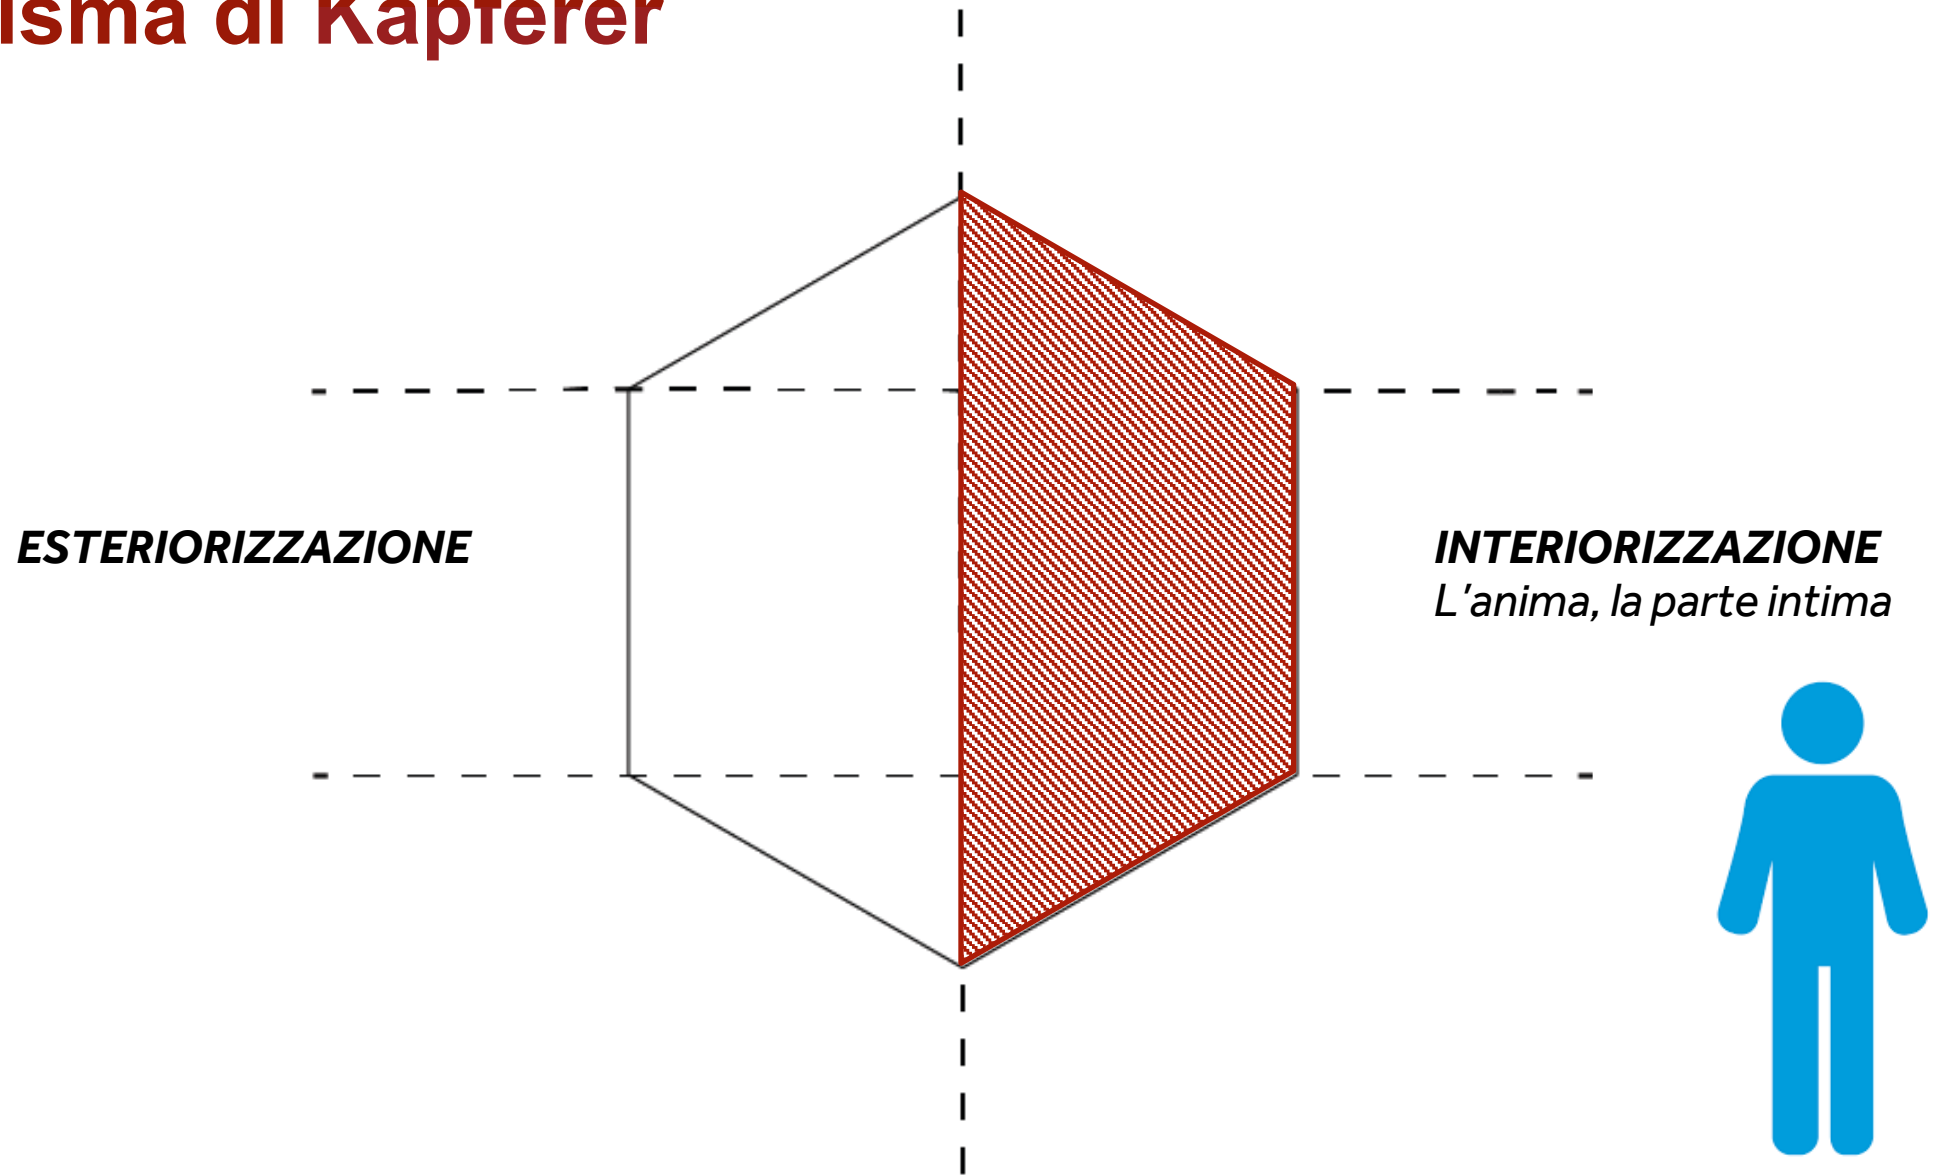 isma di Kapferer
ESTERIORIZZAZIONE
INTERIORIZZAZIONE
L'anima, la parte intima